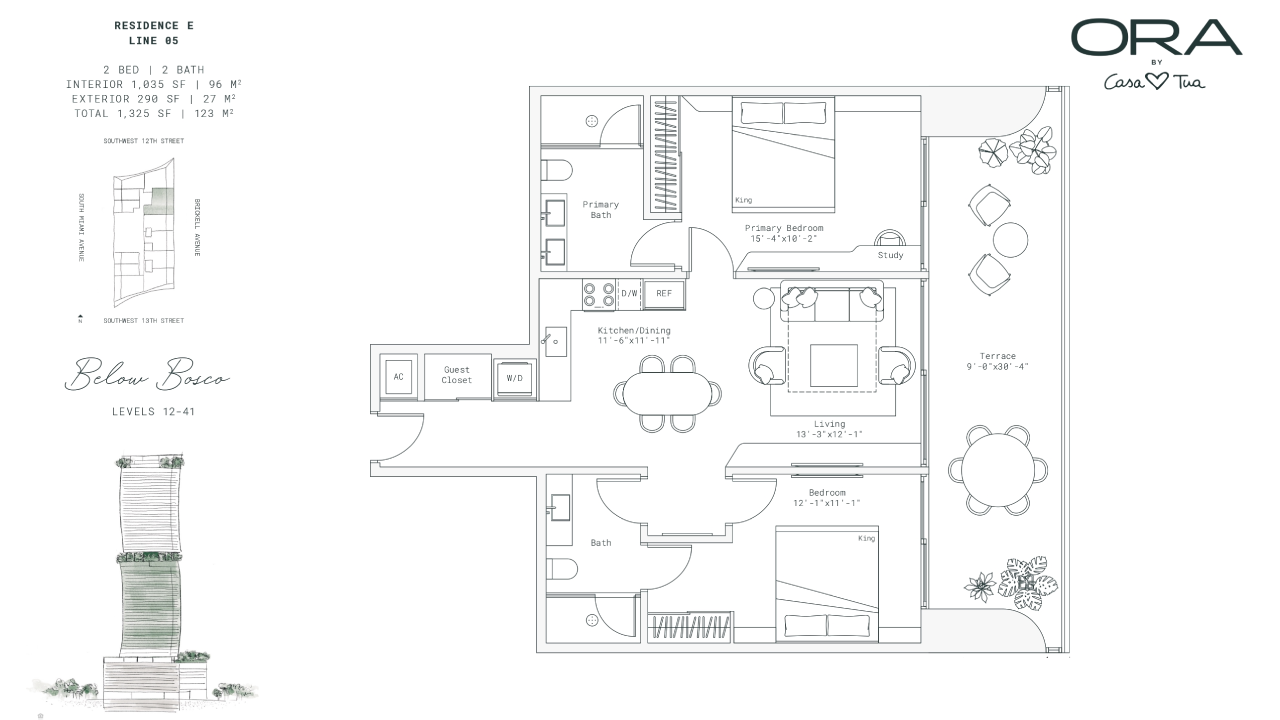 RESIDENCE E
LINE 05
2 BED | 2 BATH
INTERIOR 1,035 SF | 96 M²
EXTERIOR 290 SF | 27 M²
TOTAL 1,325 SF | 123 M²
SOUTHWEST 12TH STREET
SOUTH MIAMI AVENUE
BRICKELL AVENUE
N
SOUTHWEST 13TH STREET
Below Bosco
LEVELS 12-41
ORA
BY
Casa Tua
King
Primary
Bath
Primary Bedroom
15'-4"x10'-2"
Study
D/W
REF
Kitchen/Dining
11'-6"x11'-11"
AC
Guest
Closet
W/D
Terrace
9'-0"x30'-4"
Living
13'-3"x12'-1"
Bedroom
12'-1"x11'-1"
Bath
King